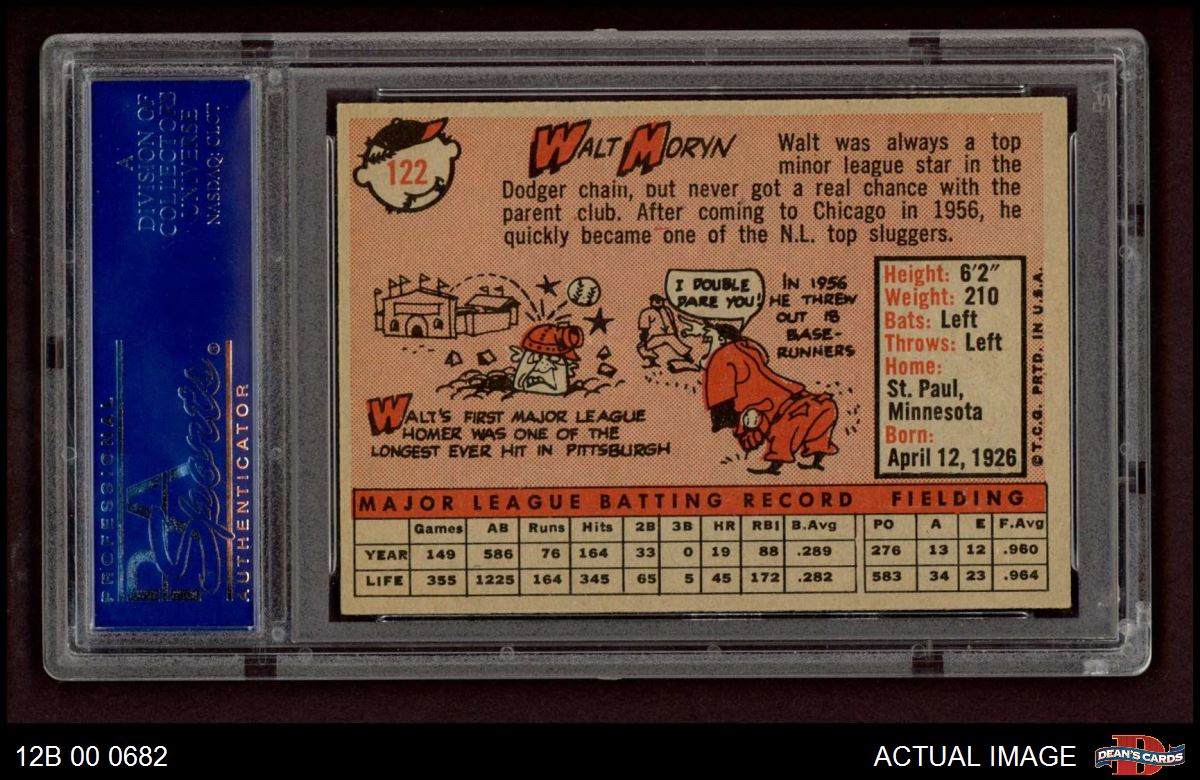 A
DIVISION OF
COLLECTORS
UNIVERSE
NASDAQ: CLCT
PROFESSIONAL
PSA
Sports®
AUTHENTICATOR
122
WALT MORYN
Walt was always a top
minor league star in the
Dodger chain, but never got a real chance with the
parent club. After coming to Chicago in 1956, he
quickly became one of the N.L. top sluggers.
WALT'S FIRST MAJOR LEAGUE
HOMER WAS ONE OF THE
LONGEST EVER HIT IN PITTSBURGH
I DOUBLE
DARE YOU!
IN 1956
HE THREW
OUT 18
BASE-
RUNNERS
Height: 6'2"
Weight: 210
Bats: Left
Throws: Left
Home:
St. Paul,
Minnesota
Born:
April 12, 1926
© T.C.G. PRTD. IN U.S.A.
MAJOR LEAGUE BATTING RECORD FIELDING
Games AB Runs Hits 2B 3B HR RBI B.Avg PO A E F.Avg
YEAR 149 586 76 164 33 0 19 88 .289 276 13 12 .960
LIFE 355 1225 164 345 65 5 45 172 .282 583 34 23 .964
12B 00 0682
ACTUAL IMAGE
D
DEAN'S CARDS